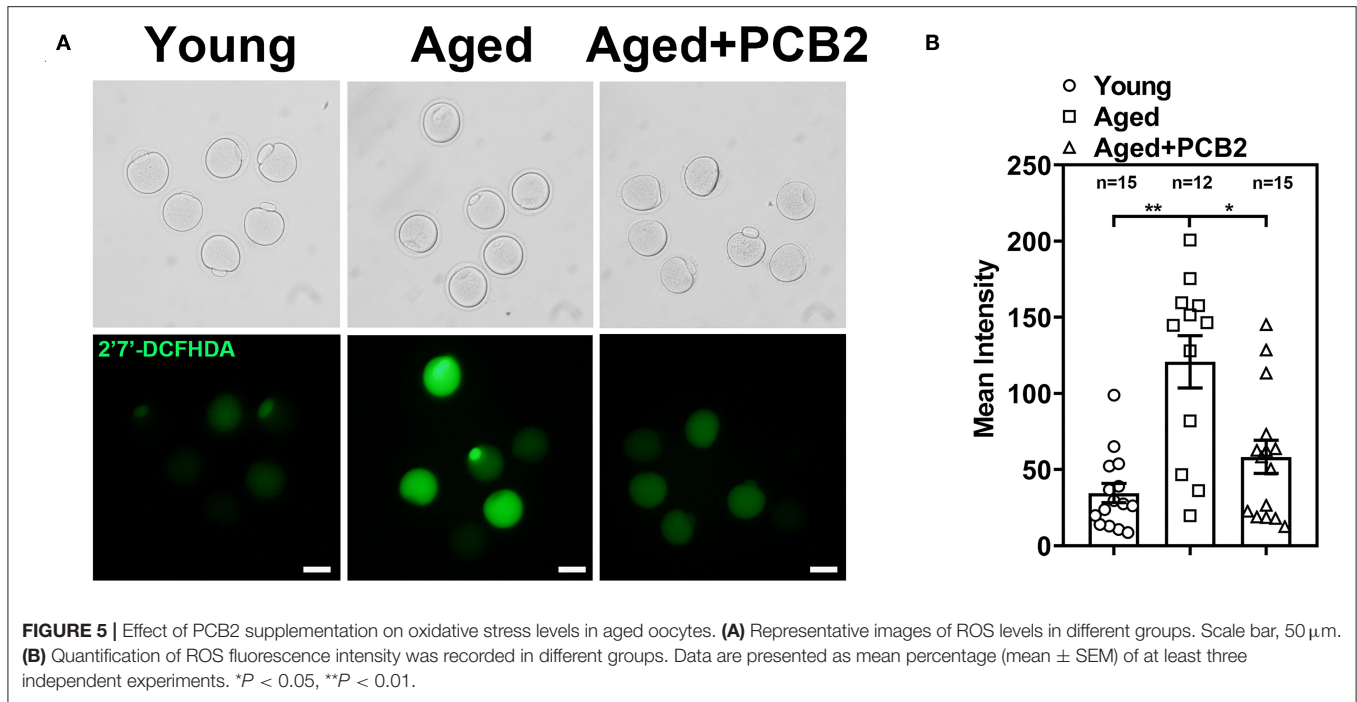 A
Young
Aged
Aged+PCB2
2'7'-DCFHDA
B
Young
Aged
Aged+PCB2
n=15
n=12
n=15
**
*
Mean Intensity
250
200
150
100
50
0
FIGURE 5 | Effect of PCB2 supplementation on oxidative stress levels in aged oocytes. (A) Representative images of ROS levels in different groups. Scale bar, 50 μm.
(B) Quantification of ROS fluorescence intensity was recorded in different groups. Data are presented as mean percentage (mean ± SEM) of at least three
independent experiments. *P < 0.05, **P < 0.01.